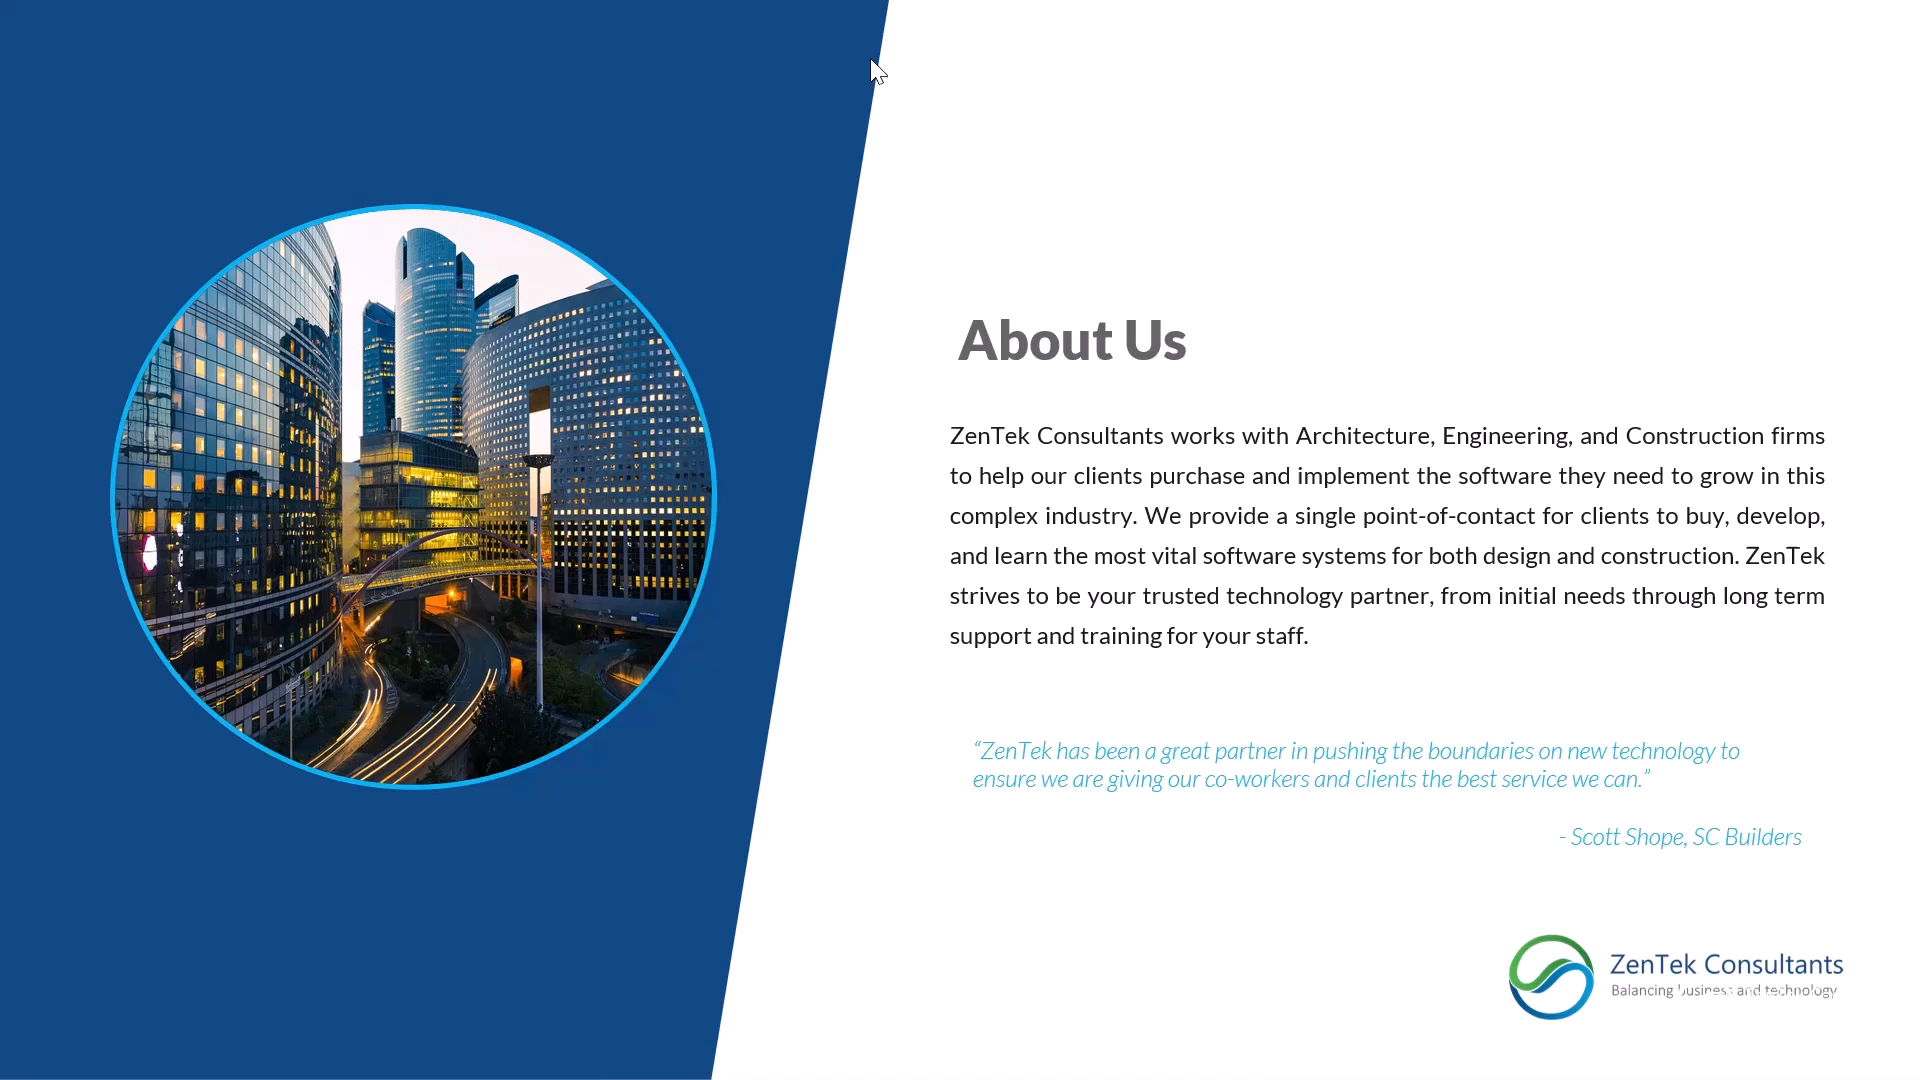 About Us
ZenTek Consultants works with Architecture, Engineering, and Construction firms
to help our clients purchase and implement the software they need to grow in this
complex industry. We provide a single point-of-contact for clients to buy, develop,
and learn the most vital software systems for both design and construction. ZenTek
strives to be your trusted technology partner, from initial needs through long term
support and training for your staff.
“ZenTek has been a great partner in pushing the boundaries on new technology to
ensure we are giving our co-workers and clients the best service we can.”
- Scott Shope, SC Builders
ZenTek Consultants
Balancing business and technology